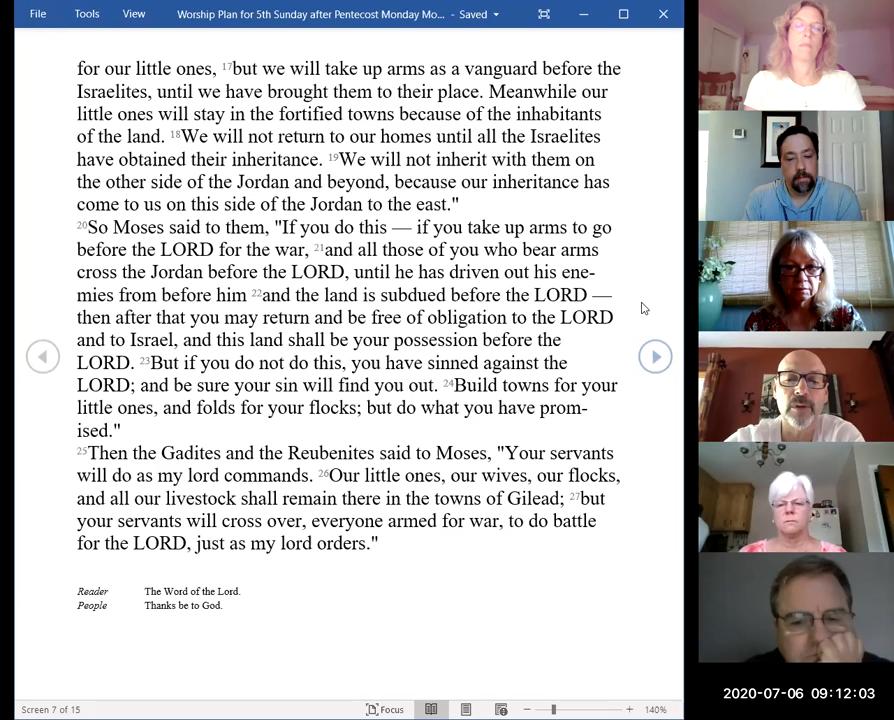 File Tools View Worship Plan for 5th Sunday after Pentecost Monday Mo... - Saved
for our little ones, 17but we will take up arms as a vanguard before the
Israelites, until we have brought them to their place. Meanwhile our
little ones will stay in the fortified towns because of the inhabitants
of the land. 18We will not return to our homes until all the Israelites
have obtained their inheritance. 19We will not inherit with them on
the other side of the Jordan and beyond, because our inheritance has
come to us on this side of the Jordan to the east."
20So Moses said to them, "If you do this — if you take up arms to go
before the LORD for the war, 21and all those of you who bear arms
cross the Jordan before the LORD, until he has driven out his ene-
mies from before him 22and the land is subdued before the LORD —
then after that you may return and be free of obligation to the LORD
and to Israel, and this land shall be your possession before the
LORD. 23But if you do not do this, you have sinned against the
LORD; and be sure your sin will find you out. 24Build towns for your
little ones, and folds for your flocks; but do what you have prom-
ised."
25Then the Gadites and the Reubenites said to Moses, "Your servants
will do as my lord commands. 26Our little ones, our wives, our flocks,
and all our livestock shall remain there in the towns of Gilead; 27but
your servants will cross over, everyone armed for war, to do battle
for the LORD, just as my lord orders."
Reader The Word of the Lord.
People Thanks be to God.
Screen 7 of 15 Focus 140%
2020-07-06 09:12:03